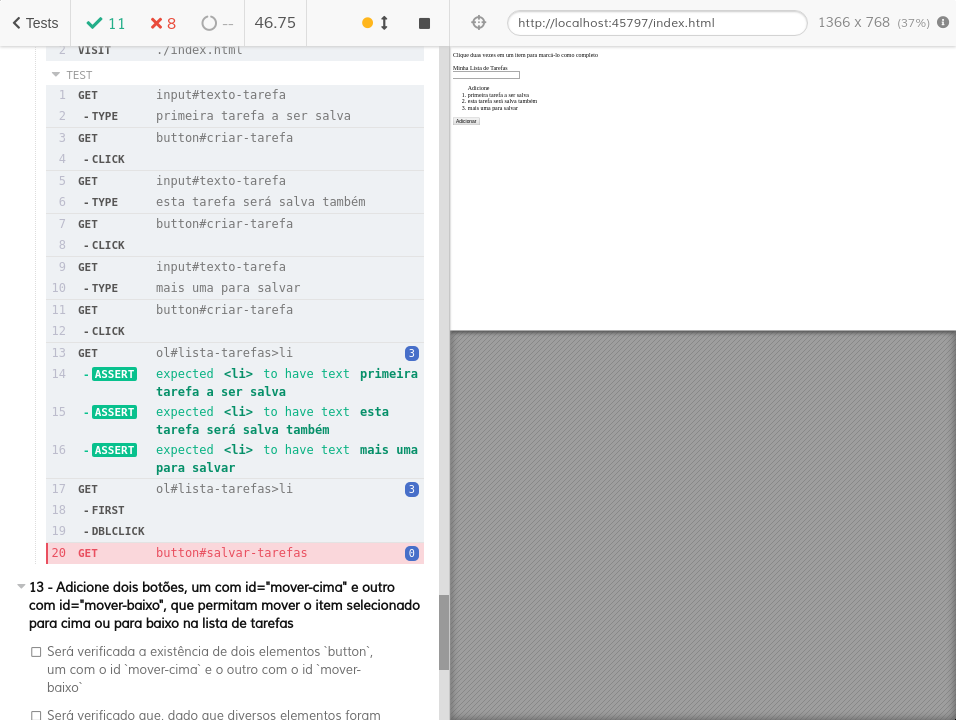 Tests 11 8 -- 46.75 http://localhost:45797/index.html 1366 x 768 (37%)
2 VISIT ./index.html
TEST
1 GET input#texto-tarefa
2 - TYPE primeira tarefa a ser salva
3 GET button#criar-tarefa
4 - CLICK
5 GET input#texto-tarefa
6 - TYPE esta tarefa será salva também
7 GET button#criar-tarefa
8 - CLICK
9 GET input#texto-tarefa
10 - TYPE mais uma para salvar
11 GET button#criar-tarefa
12 - CLICK
13 GET ol#lista-tarefas>li 3
14 - ASSERT expected <li> to have text primeira
tarefa a ser salva
15 - ASSERT expected <li> to have text esta
tarefa será salva também
16 - ASSERT expected <li> to have text mais uma
para salvar
17 GET ol#lista-tarefas>li 3
18 - FIRST
19 - DBLCLICK
20 GET button#salvar-tarefas 0
13 - Adicione dois botões, um com id="mover-cima" e outro
com id="mover-baixo", que permitam mover o item selecionado
para cima ou para baixo na lista de tarefas
Será verificada a existência de dois elementos `button`,
um com o id `mover-cima` e o outro com o id `mover-
baixo`
Será verificado que, dado que diversos elementos foram
Clique duas vezes em um item para marcá-lo como completo
Minha Lista de Tarefas
Adicione
1. primeira tarefa a ser salva
2. esta tarefa será salva também
3. mais uma para salvar
Adicionar